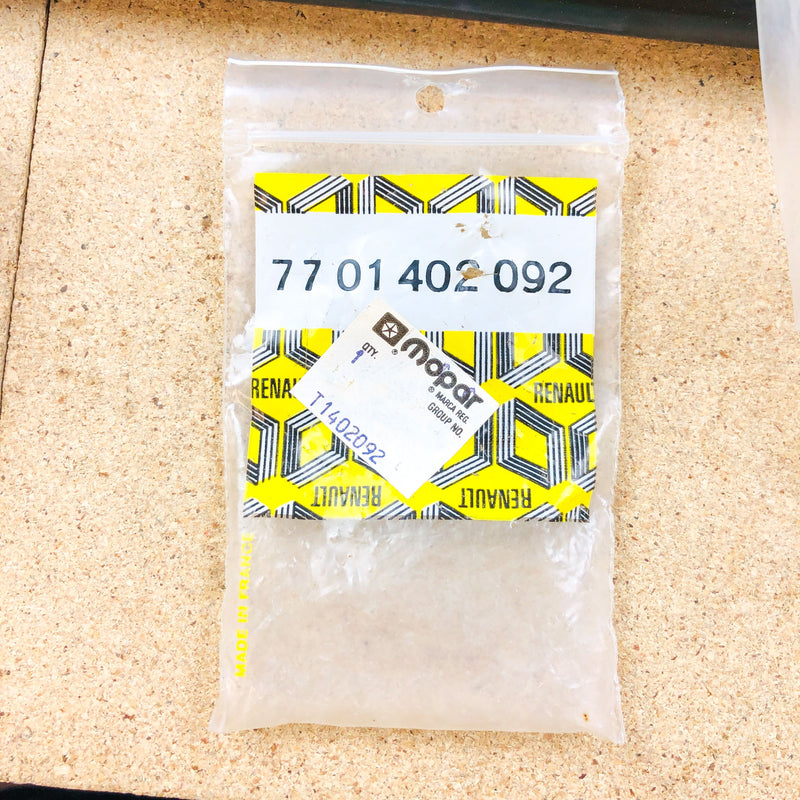 77 01 402 092
mopar
®
® MARCA REG.
QTY.
1
GROUP NO.
T1402092
RENAULT
RENAULT
RENAULT
RENAULT
MADE IN FRANCE